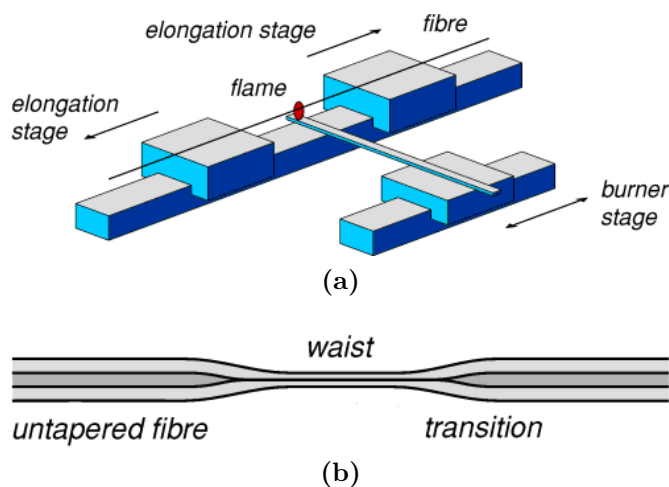 elongation stage
fibre
flame
elongation
stage
burner
stage
(a)
waist
untapered fibre
transition
(b)